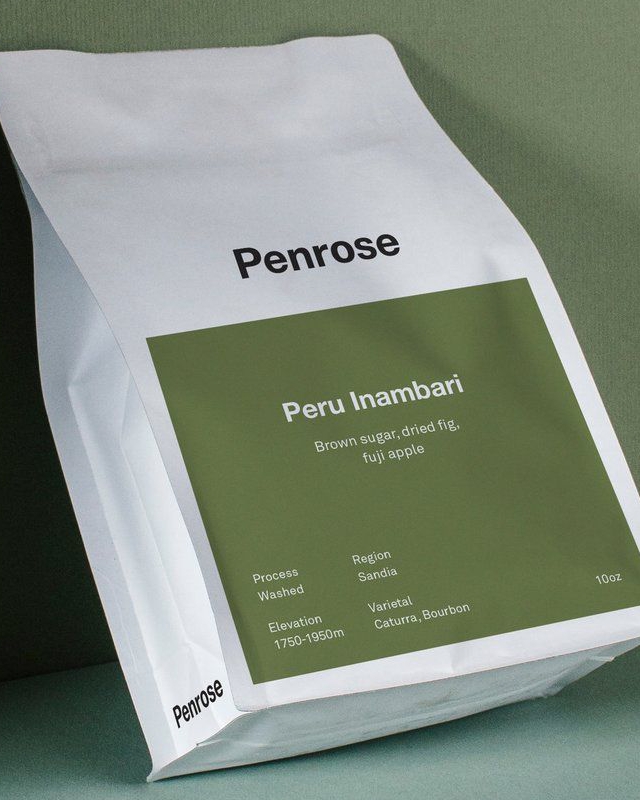 Penrose
Peru Inambari
Brown sugar, dried fig,
fuji apple
Process
Washed
Region
Sandia
Elevation
1750-1950m
Varietal
Caturra, Bourbon
10oz
Penrose